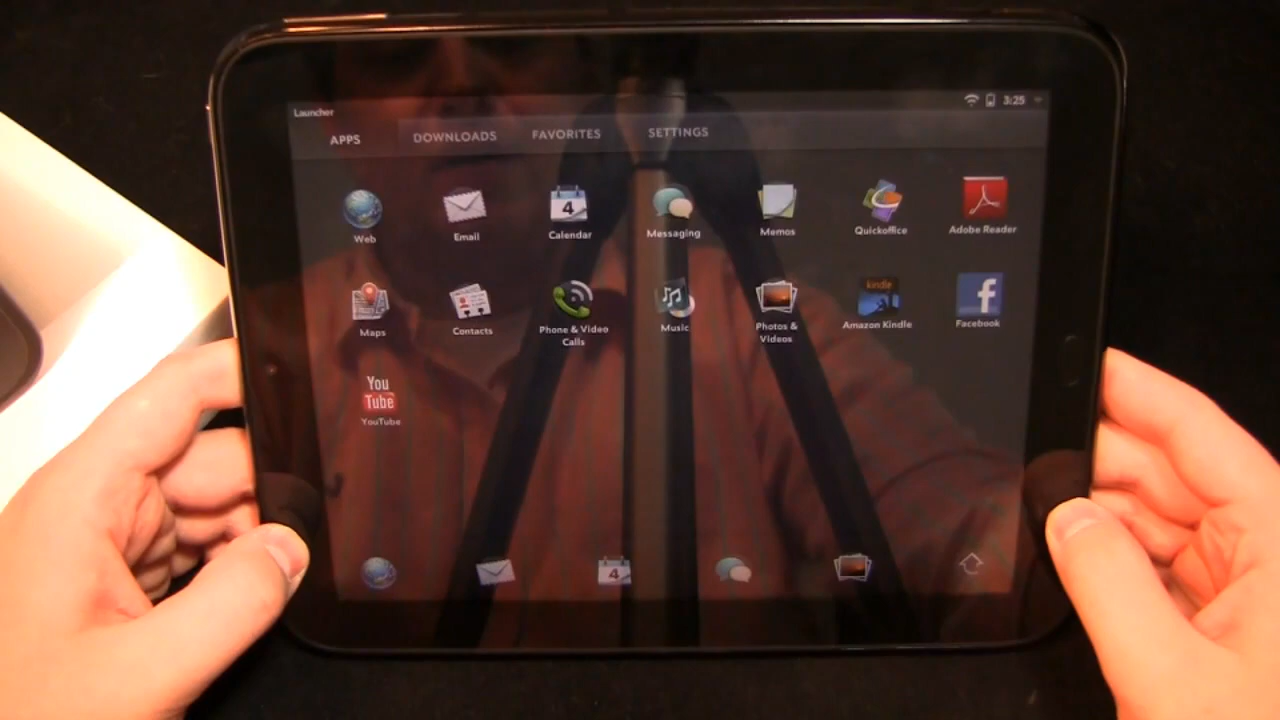 Launcher
3:25
APPS DOWNLOADS FAVORITES SETTINGS
4
Web Email Calendar Messaging Memos Quickoffice Adobe Reader
kindle
Maps Contacts Phone & Video Calls Music Photos & Videos Amazon Kindle Facebook
f
You
Tube
YouTube
4